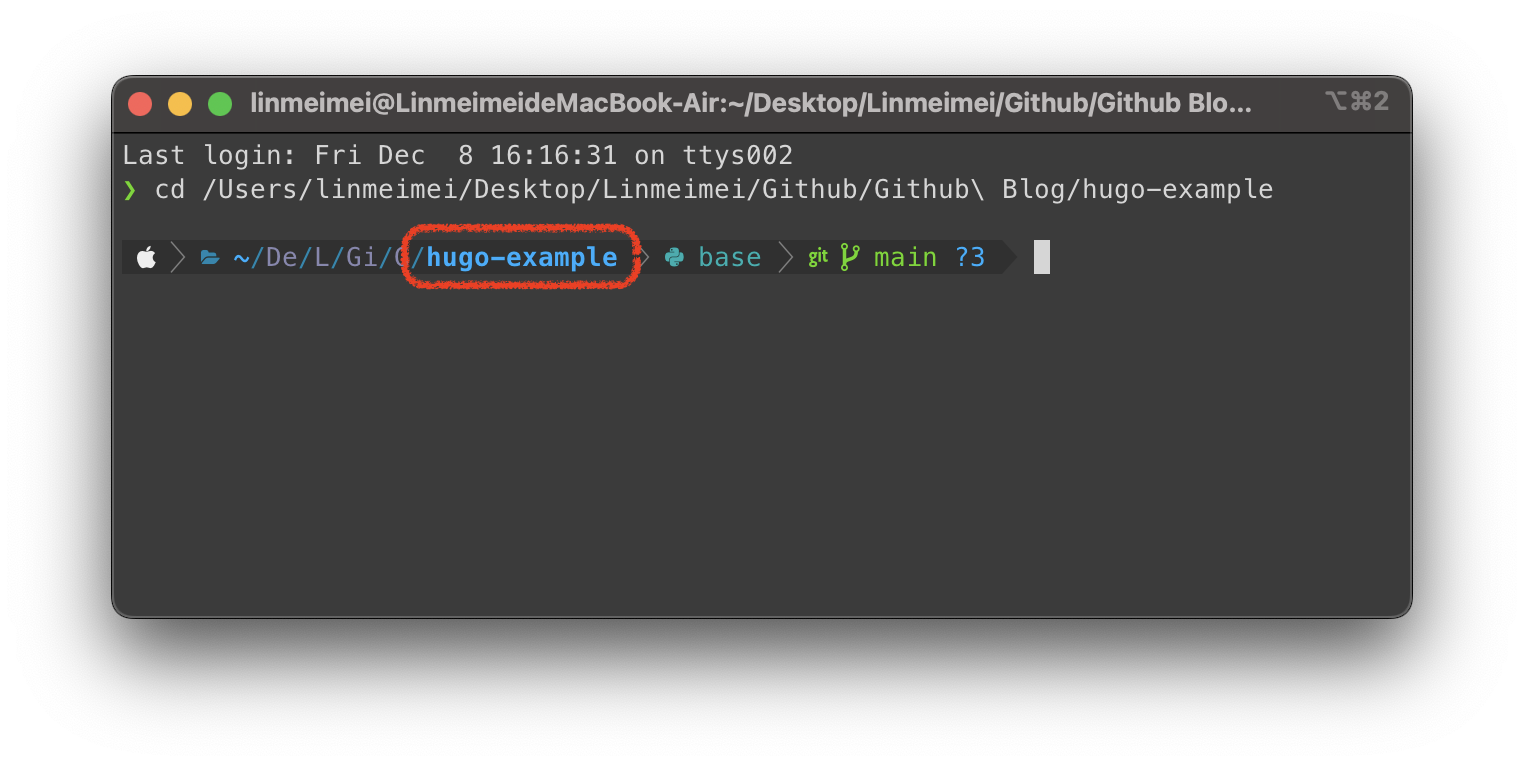 linmeimei@LinmeimeideMacBook-Air:~/Desktop/Linmeimei/Github/Github Blo... ⌥⌘2
Last login: Fri Dec  8 16:16:31 on ttys002
❯ cd /Users/linmeimei/Desktop/Linmeimei/Github/Github\ Blog/hugo-example
~/De/L/Gi/G/hugo-example base git main ?3